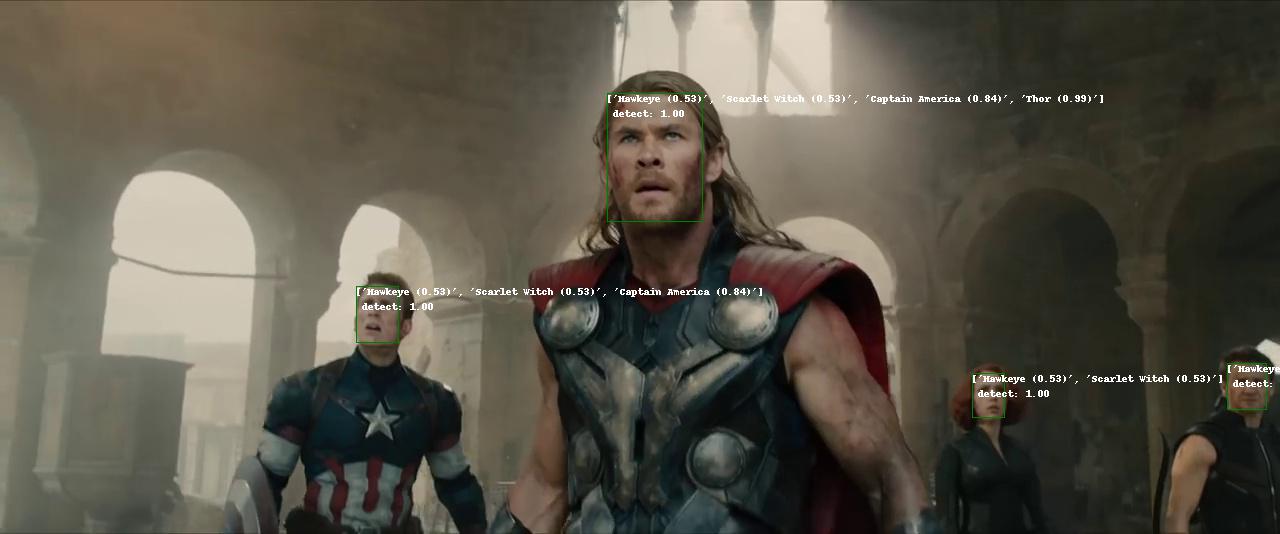 ['Hawkeye (0.53)', 'Scarlet Witch (0.53)', 'Captain America (0.84)', 'Thor (0.99)']
detect: 1.00
['Hawkeye (0.53)', 'Scarlet Witch (0.53)', 'Captain America (0.84)']
detect: 1.00
['Hawkeye (0.53)', 'Scarlet Witch (0.53)']
detect: 1.00
['Hawkeye
detect: